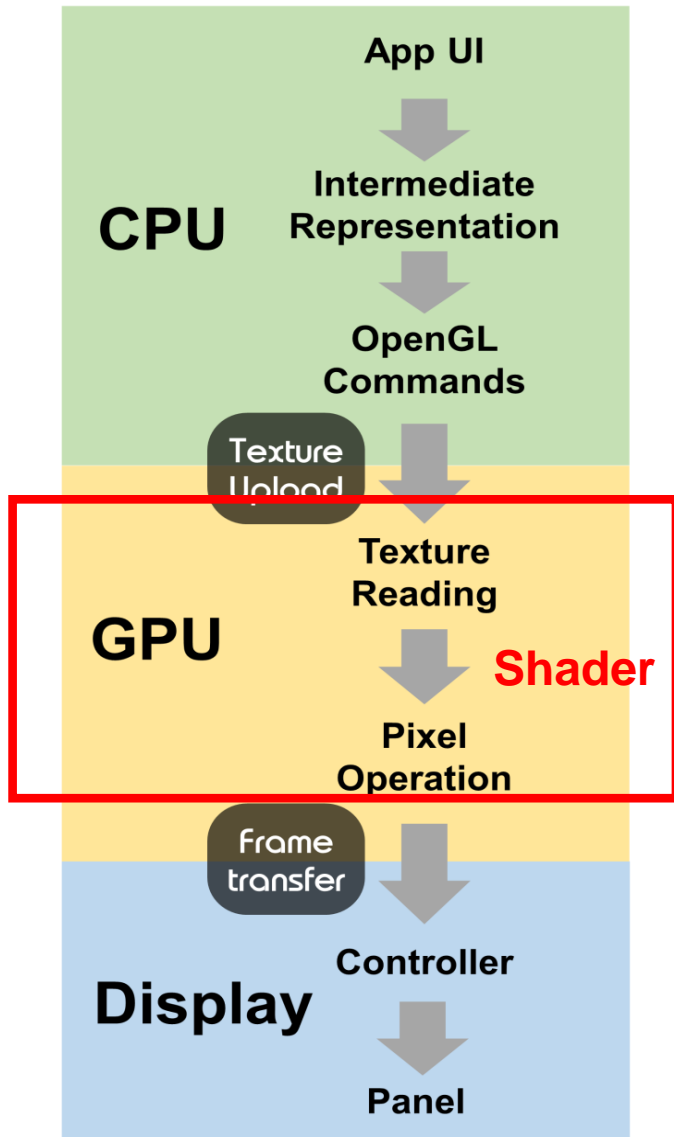 App UI
Intermediate
Representation
CPU
OpenGL
Commands
Texture
Upload
Texture
Reading
GPU
Shader
Pixel
Operation
Frame
transfer
Controller
Display
Panel